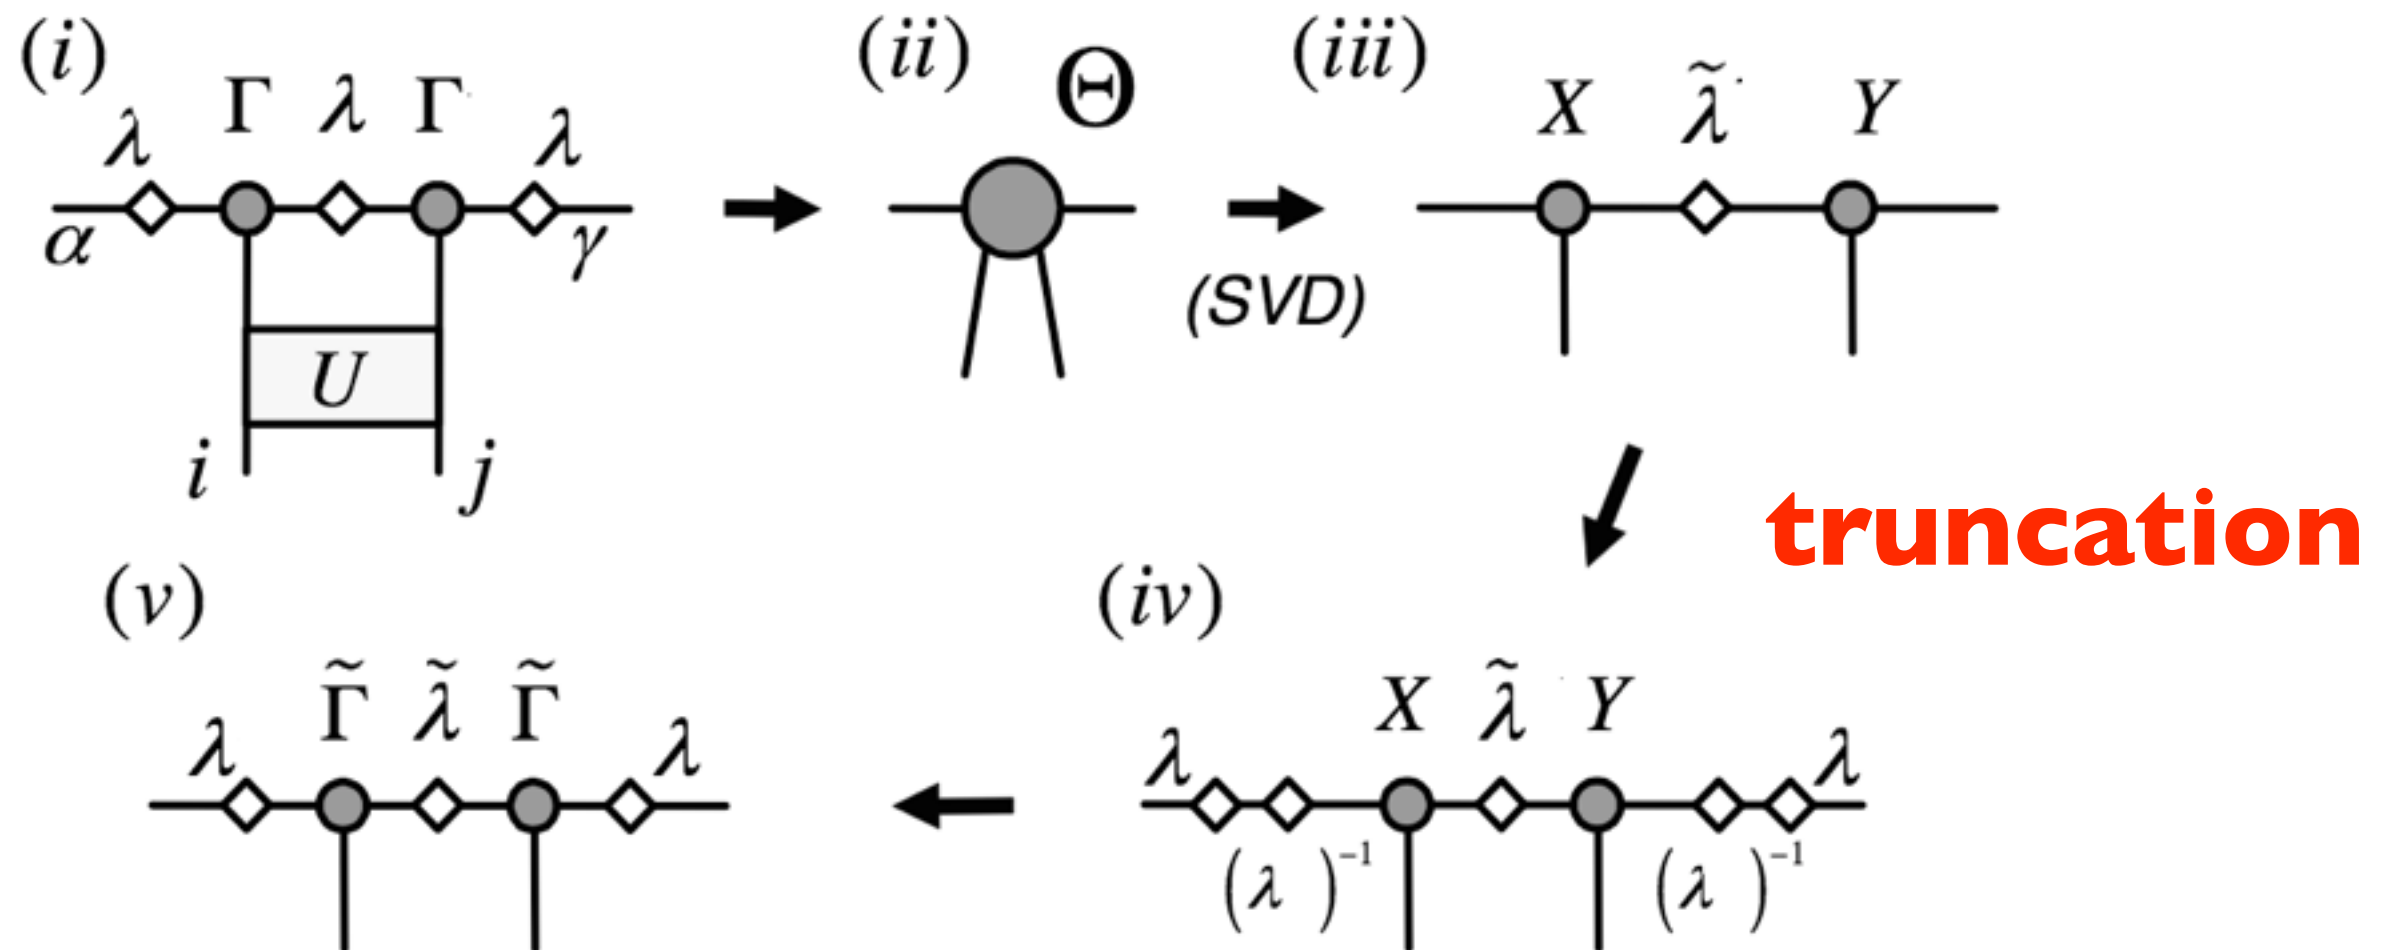 (i)
λ Γ λ Γ λ
α γ
U
i j
(ii)
Θ
(SVD)
(iii)
X λ̃ Y
truncation
(iv)
λ X λ̃ Y λ
(λ )⁻¹ (λ )⁻¹
(v)
λ Γ̃ λ̃ Γ̃ λ